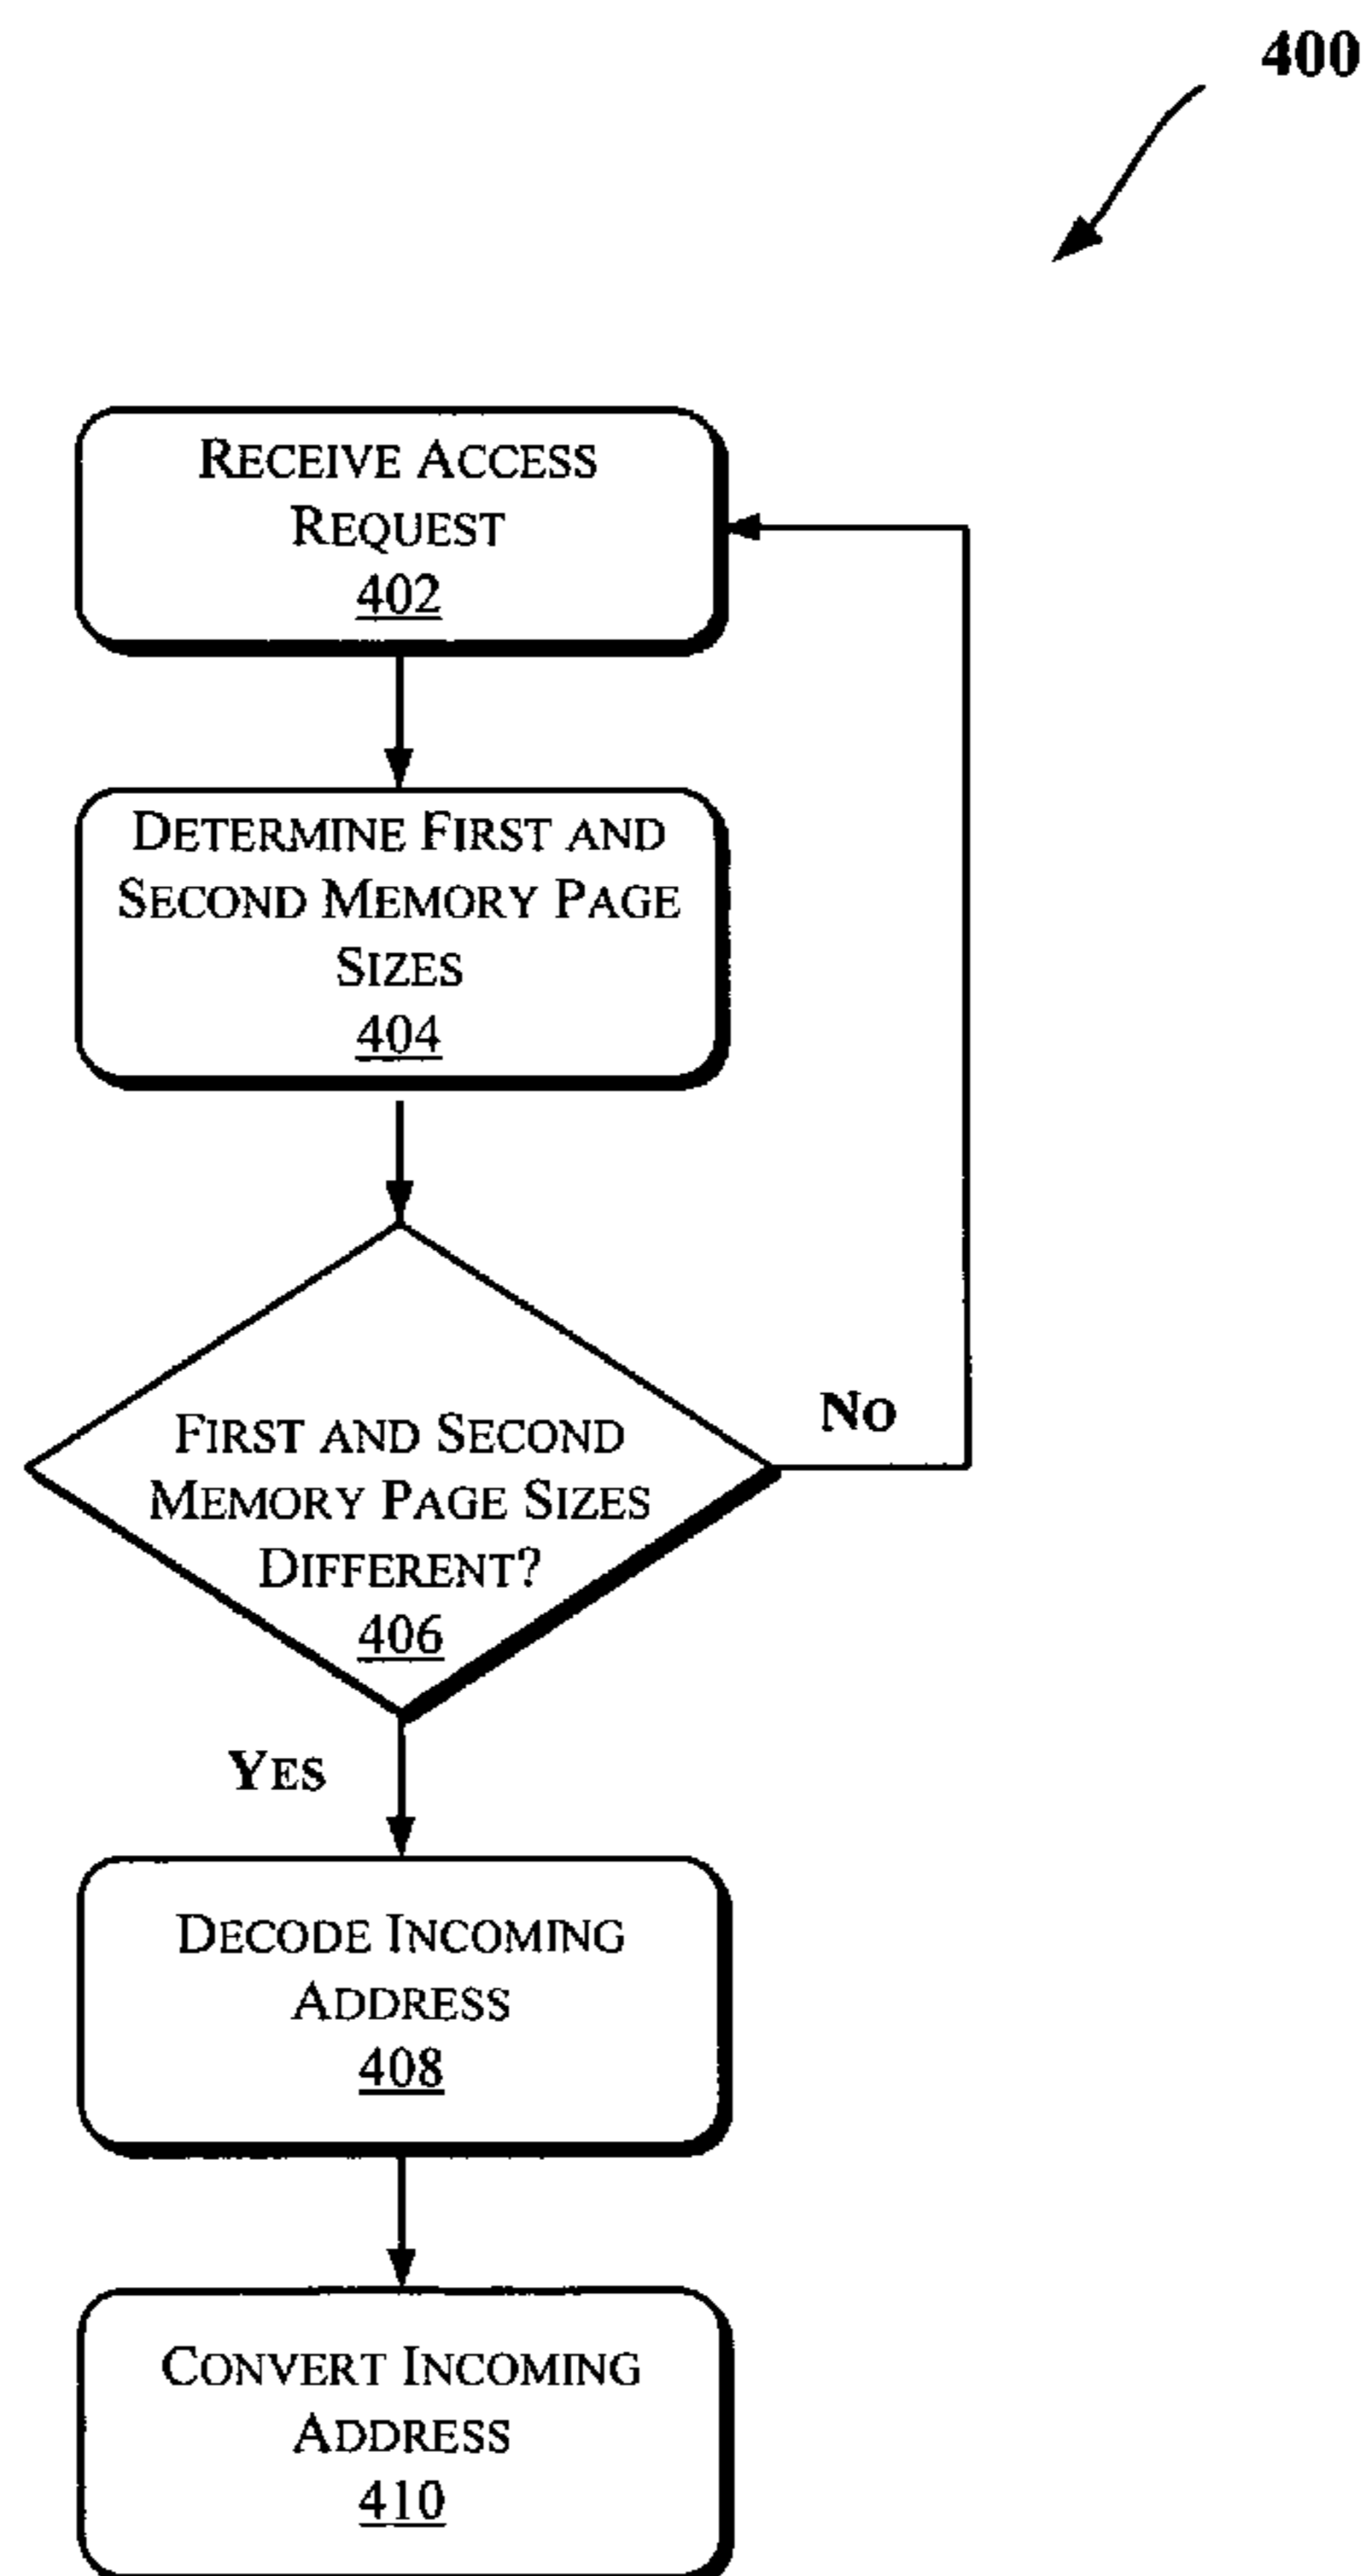 400
RECEIVE ACCESS
REQUEST
402
DETERMINE FIRST AND
SECOND MEMORY PAGE
SIZES
404
FIRST AND SECOND
MEMORY PAGE SIZES
DIFFERENT?
406
NO
YES
DECODE INCOMING
ADDRESS
408
CONVERT INCOMING
ADDRESS
410